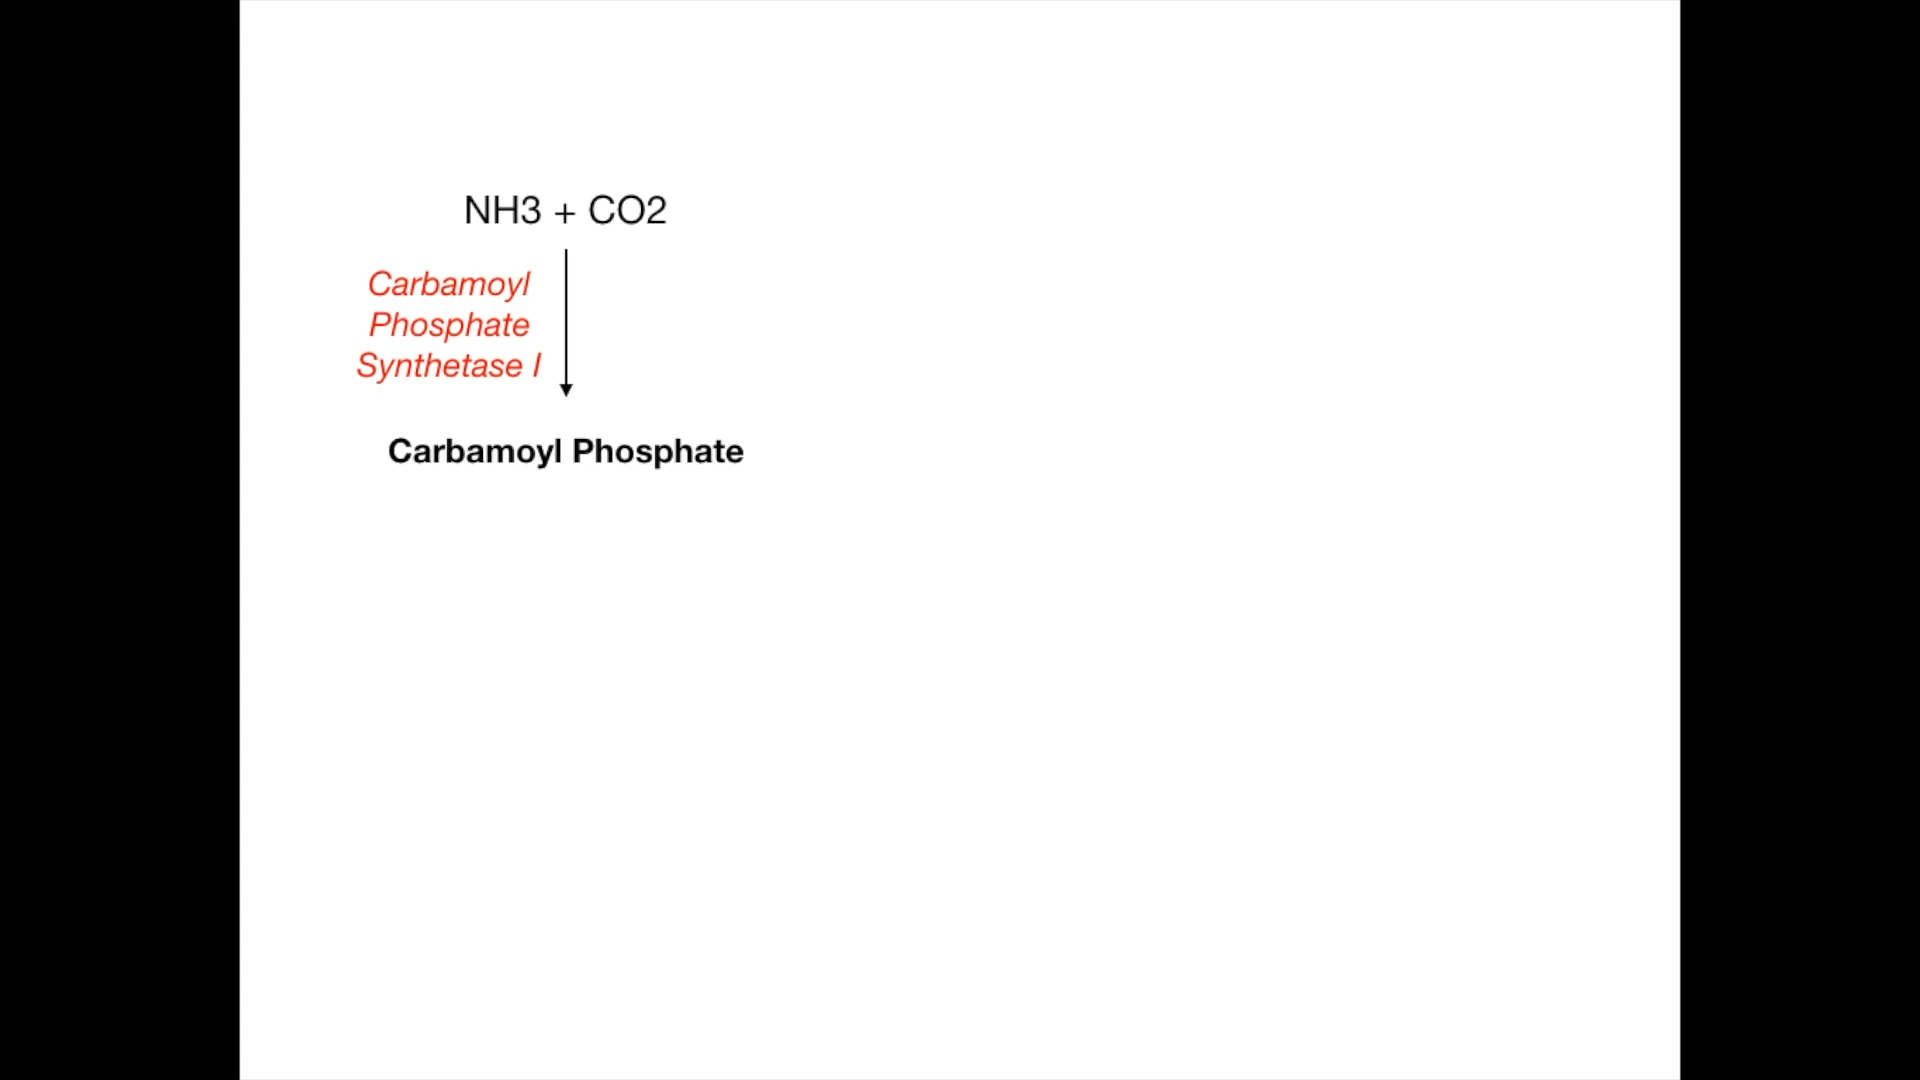 NH3 + CO2
Carbamoyl
Phosphate
Synthetase I
Carbamoyl Phosphate